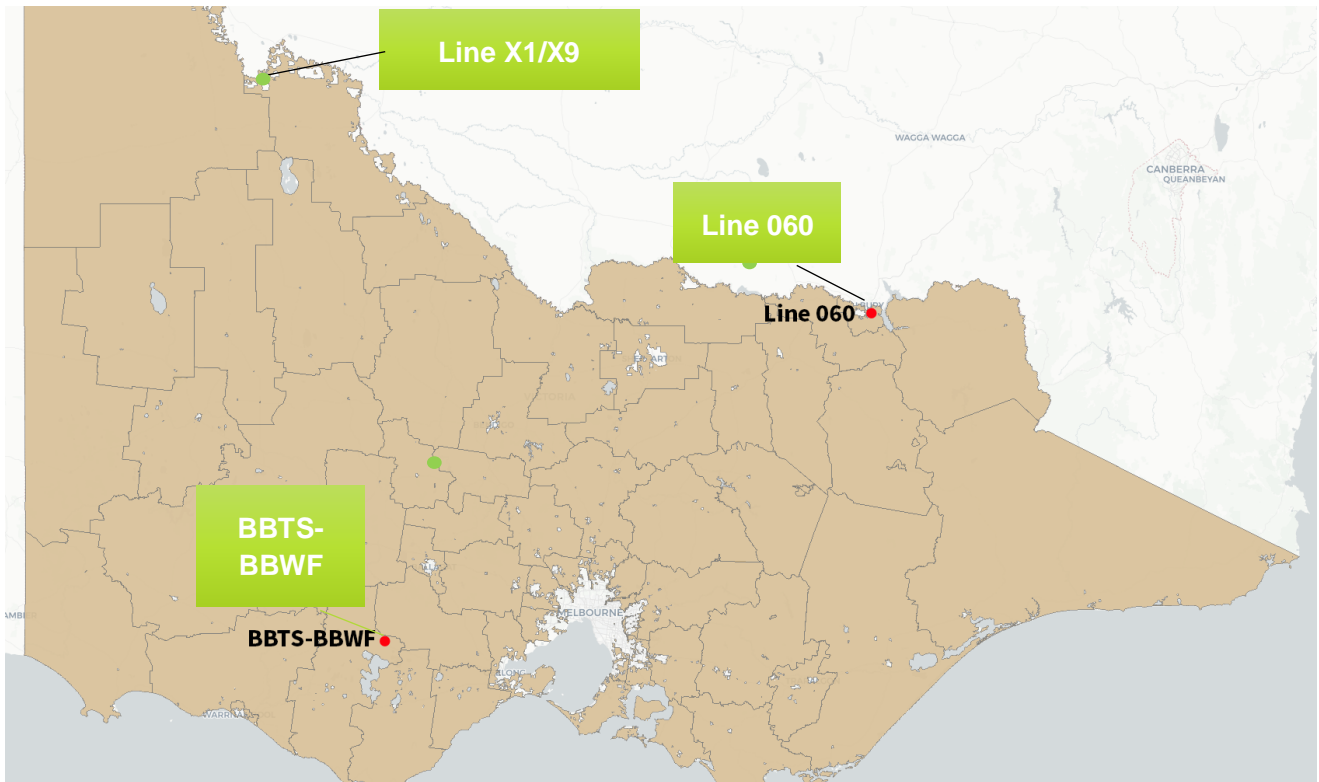 Line X1/X9
WAGGA WAGGA
CANBERRA
QUEANBEYAN
Line 060
Line 060
BBTS-
BBWF
MELBOURNE
BBTS-BBWF